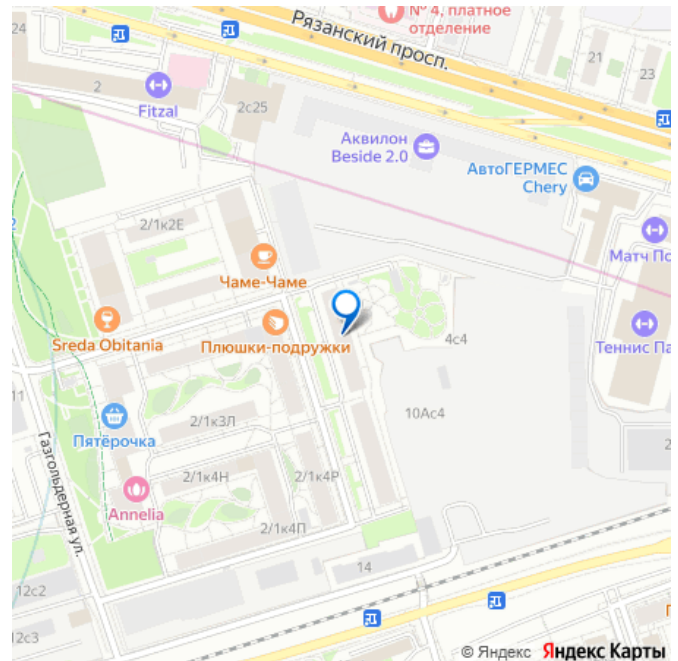 № 4, платное
отделение
Рязанский просп.
24
21
23
2
Fitzal
2с25
Аквилон
Beside 2.0
АвтоГЕРМЕС
Chery
2/1к2Е
Матч По
Чаме-Чаме
Sreda Obitania
Плюшки-подружки
4с4
Теннис Па
11
10Ас4
Пятёрочка
2/1к3Л
Газгольдерная ул.
2/1к4Н
2/1к4Р
Annelia
2/1к4П
14
12с2
12с3
© Яндекс Яндекс Карты